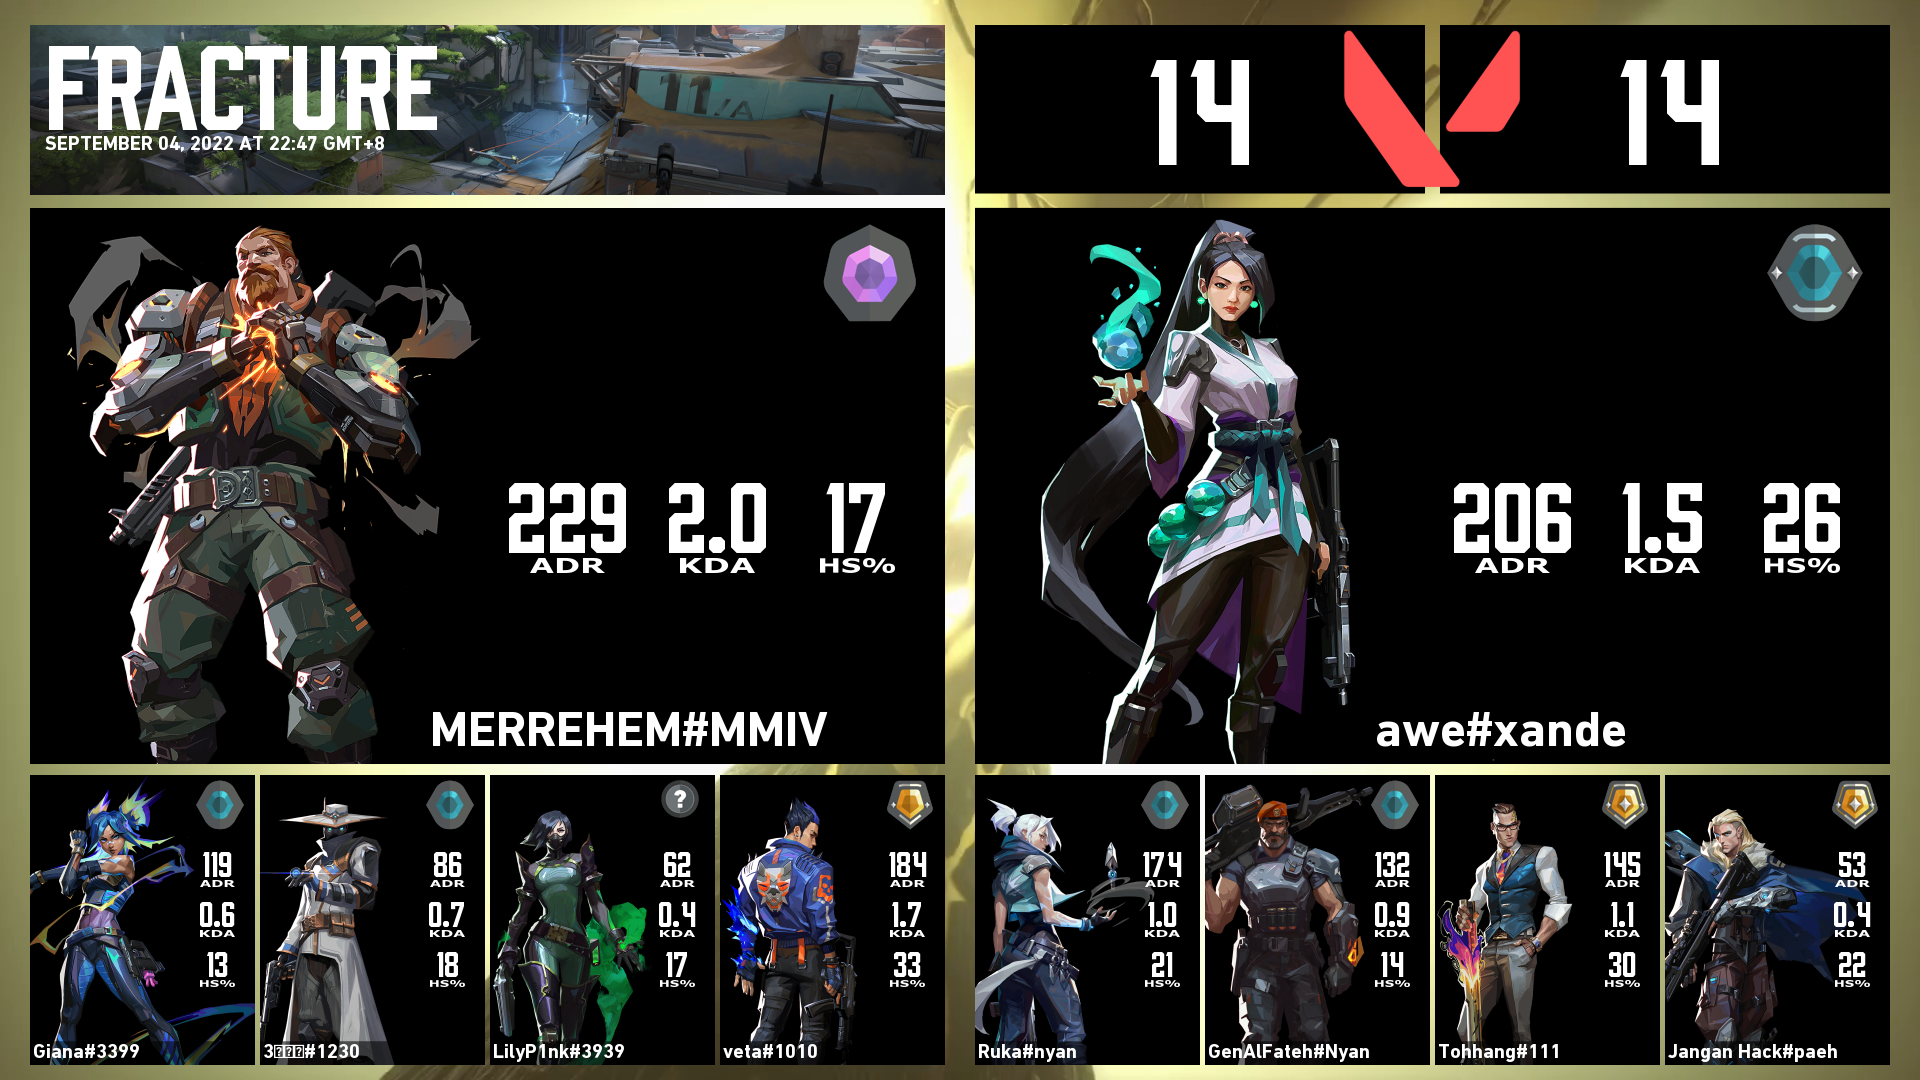 FRACTURE
SEPTEMBER 04, 2022 AT 22:47 GMT+8
14 14
229 2.0 17
ADR KDA HS%
MERREHEM#MMIV
206 1.5 26
ADR KDA HS%
awe#xande
119
ADR
0.6
KDA
13
HS%
Giana#3399
86
ADR
0.7
KDA
18
HS%
3#1230
?
62
ADR
0.4
KDA
17
HS%
LilyP1nk#3939
184
ADR
1.7
KDA
33
HS%
veta#1010
174
ADR
1.0
KDA
21
HS%
Ruka#nyan
132
ADR
0.9
KDA
14
HS%
GenAlFateh#Nyan
145
ADR
1.1
KDA
30
HS%
Tohhang#111
53
ADR
0.4
KDA
22
HS%
Jangan Hack#paeh